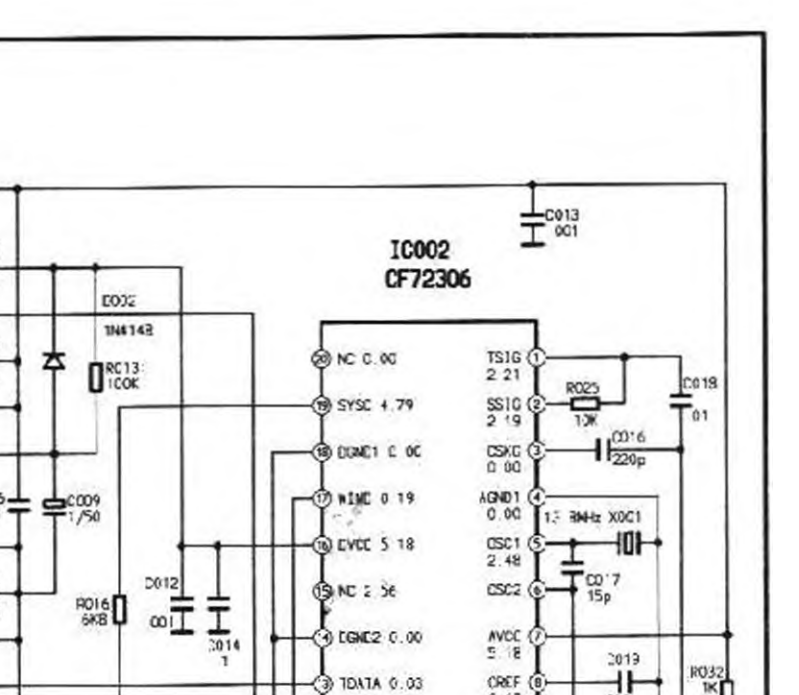 C013
001
IC002
CF72306
D002
1N4148
20 NC 0.00
TSIG 1
2.21
R013
100K
R025
C018
01
19 SYSC 4.79
SSIG 2
2.19
10K
18 DGND1 0.00
3
0.00
C016
220p
17 0.19
AGND1 4
0.00
X001
C009
1/50
16 DVCC 5.18
OSC1 5
2.48
C017
15p
C012
001
15 NC 2.56
OSC2 6
R016
6K8
C014
1
14 DGND2 0.00
AVCC 7
5.18
C019
R032
1K
TDATA 0.03
CREF 8